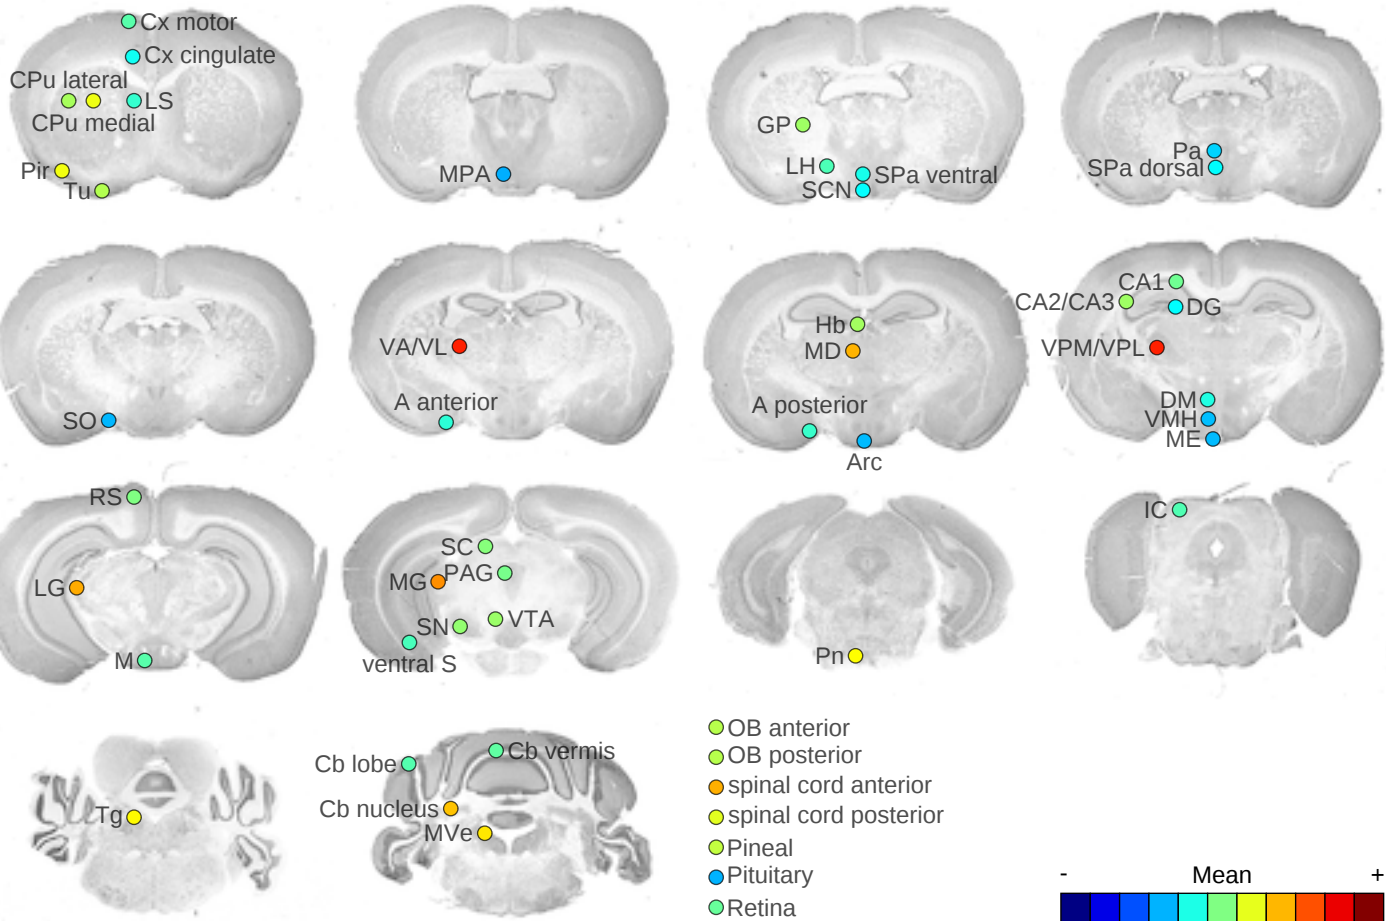 Cx motor
Cx cingulate
CPu lateral
LS
CPu medial
Pir
Tu
MPA
GP
LH
SPa ventral
SCN
Pa
SPa dorsal
SO
VA/VL
A anterior
Hb
MD
A posterior
Arc
CA1
CA2/CA3
DG
VPM/VPL
DM
VMH
ME
RS
LG
M
SC
PAG
MG
SN
VTA
ventral S
Pn
IC
Tg
Cb vermis
Cb lobe
Cb nucleus
MVe
OB anterior
OB posterior
spinal cord anterior
spinal cord posterior
Pineal
Pituitary
Retina
- Mean +